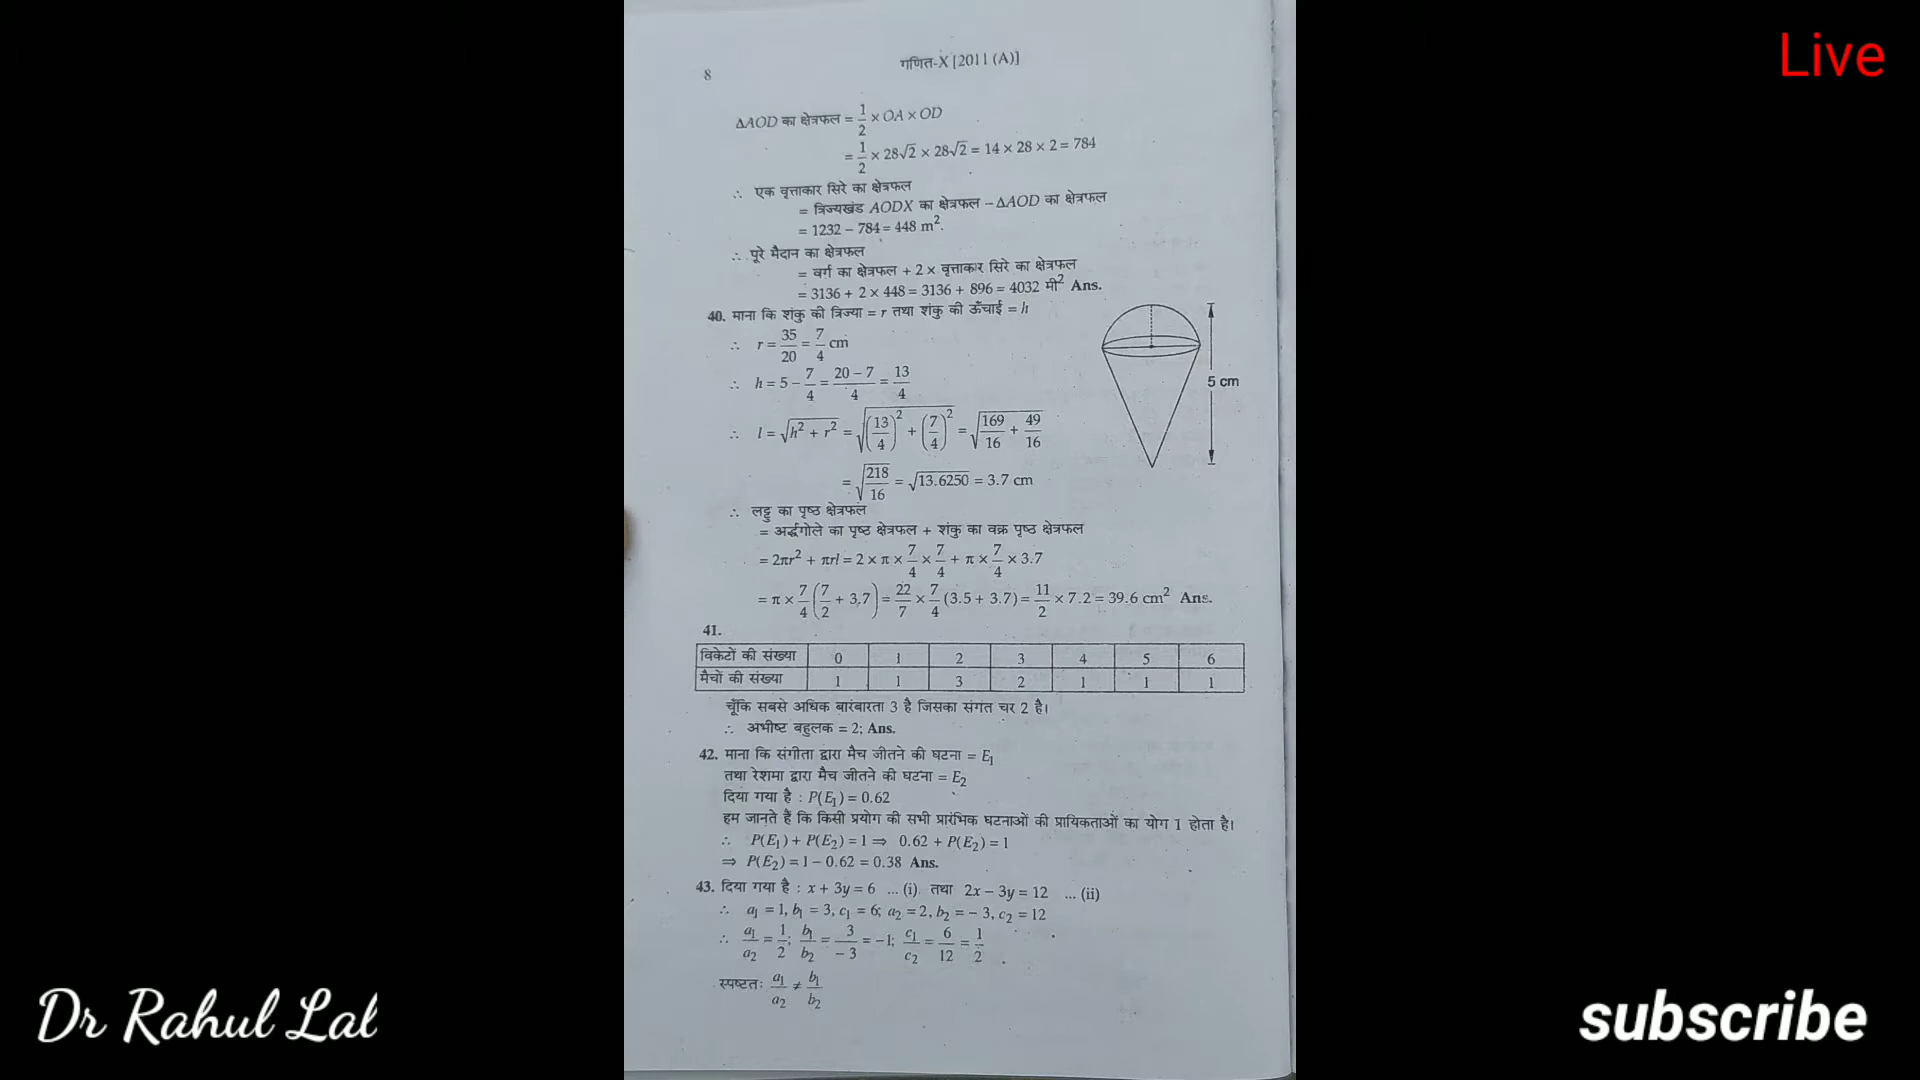 Live
8
गणित-X [2011 (A)]
ΔAOD का क्षेत्रफल = 1/2 × OA × OD
= 1/2 × 28√2 × 28√2 = 14 × 28 × 2 = 784
∴ एक वृत्ताकार सिरे का क्षेत्रफल
= त्रिज्यखंड AODX का क्षेत्रफल – ΔAOD का क्षेत्रफल
= 1232 – 784 = 448 m².
∴ पूरे मैदान का क्षेत्रफल
= वर्ग का क्षेत्रफल + 2 × वृत्ताकार सिरे का क्षेत्रफल
= 3136 + 2 × 448 = 3136 + 896 = 4032 मी² Ans.
40. माना कि शंकु की त्रिज्या = r तथा शंकु की ऊँचाई = h
∴ r = 35/20 = 7/4 cm
∴ h = 5 – 7/4 = (20 – 7)/4 = 13/4
5 cm
∴ l = √(h² + r²) = √((13/4)² + (7/4)²) = √(169/16 + 49/16)
= √(218/16) = √13.6250 = 3.7 cm
∴ लट्टु का पृष्ठ क्षेत्रफल
= अर्द्धगोले का पृष्ठ क्षेत्रफल + शंकु का वक्र पृष्ठ क्षेत्रफल
= 2πr² + πrl = 2 × π × 7/4 × 7/4 + π × 7/4 × 3.7
= π × 7/4 (7/2 + 3.7) = 22/7 × 7/4 (3.5 + 3.7) = 11/2 × 7.2 = 39.6 cm² Ans.
41.
विकेटों की संख्या 0 1 2 3 4 5 6
मैचों की संख्या 1 1 3 2 1 1 1
चूँकि सबसे अधिक बारंबारता 3 है जिसका संगत चर 2 है।
∴ अभीष्ट बहुलक = 2; Ans.
42. माना कि संगीता द्वारा मैच जीतने की घटना = E₁
तथा रेशमा द्वारा मैच जीतने की घटना = E₂
दिया गया है : P(E₁) = 0.62
हम जानते हैं कि किसी प्रयोग की सभी प्रारंभिक घटनाओं की प्रायिकताओं का योग 1 होता है।
∴ P(E₁) + P(E₂) = 1 ⇒ 0.62 + P(E₂) = 1
⇒ P(E₂) = 1 – 0.62 = 0.38 Ans.
43. दिया गया है : x + 3y = 6 ... (i) तथा 2x – 3y = 12 ... (ii)
∴ a₁ = 1, b₁ = 3, c₁ = 6; a₂ = 2, b₂ = – 3, c₂ = 12
∴ a₁/a₂ = 1/2; b₁/b₂ = 3/–3 = –1; c₁/c₂ = 6/12 = 1/2
स्पष्टतः a₁/a₂ ≠ b₁/b₂
Dr Rahul Lal
subscribe